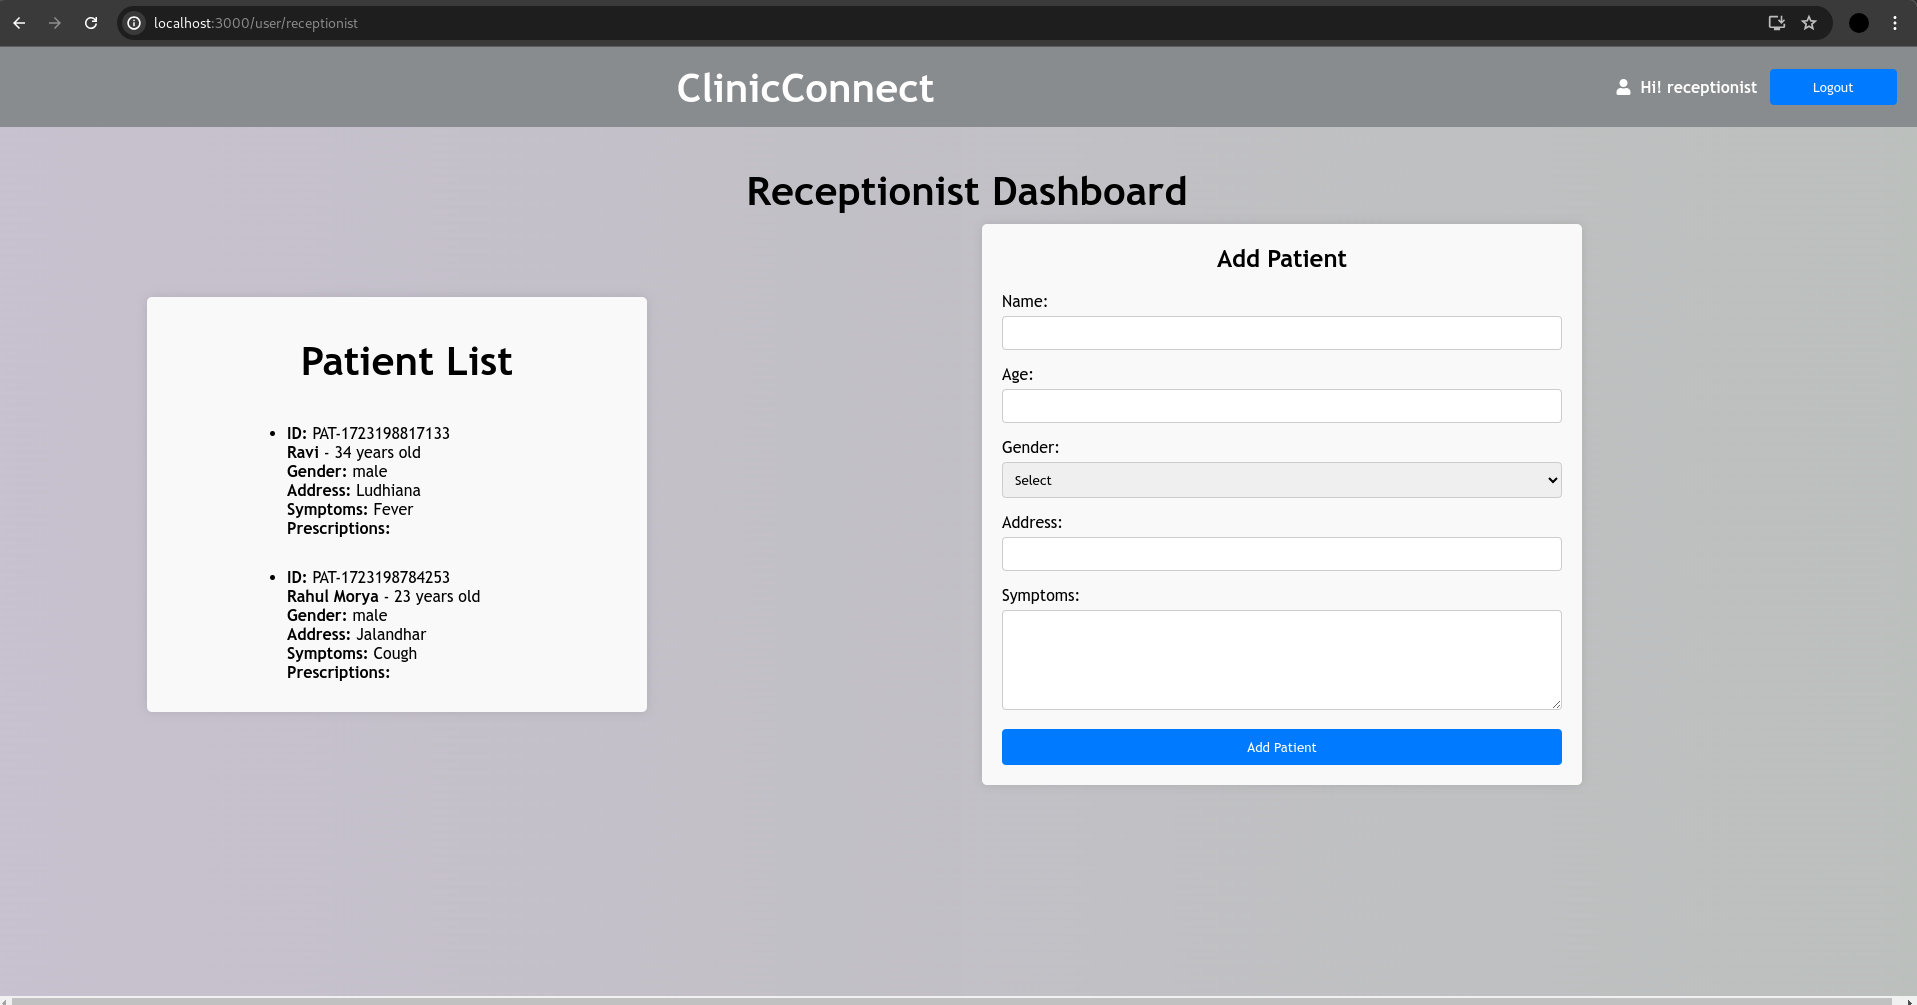 localhost:3000/user/receptionist
ClinicConnect
Hi! receptionist
Logout
Receptionist Dashboard
Patient List
ID: PAT-1723198817133
Ravi - 34 years old
Gender: male
Address: Ludhiana
Symptoms: Fever
Prescriptions:
ID: PAT-1723198784253
Rahul Morya - 23 years old
Gender: male
Address: Jalandhar
Symptoms: Cough
Prescriptions:
Add Patient
Name:
Age:
Gender:
Select
Address:
Symptoms:
Add Patient